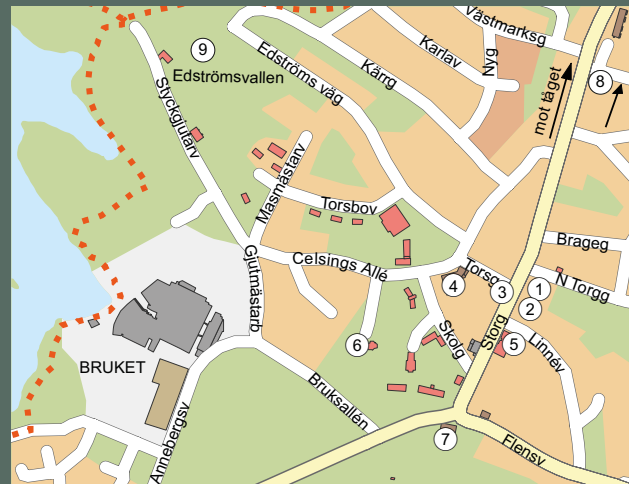 Västmarksg
Karlav
Nyg
Kärrg
Edströms väg
9
Edströmsvallen
Styckgjutarv
mot tåget
8
Masmästarv
Torsbov
Brageg
Gjutmästarb
Celsings Allé
Torsg
4
3
1
N Torgg
2
Storg
Linnév
5
Skolg
6
BRUKET
Bruksallén
Annebergsv
7
Flensv